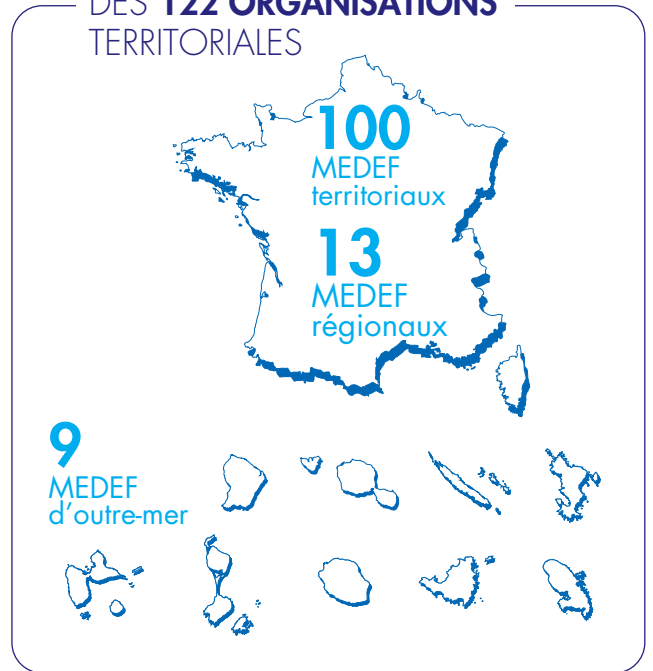 DES 122 ORGANISATIONS
TERRITORIALES
100
MEDEF
territoriaux
13
MEDEF
régionaux
9
MEDEF
d’outre-mer